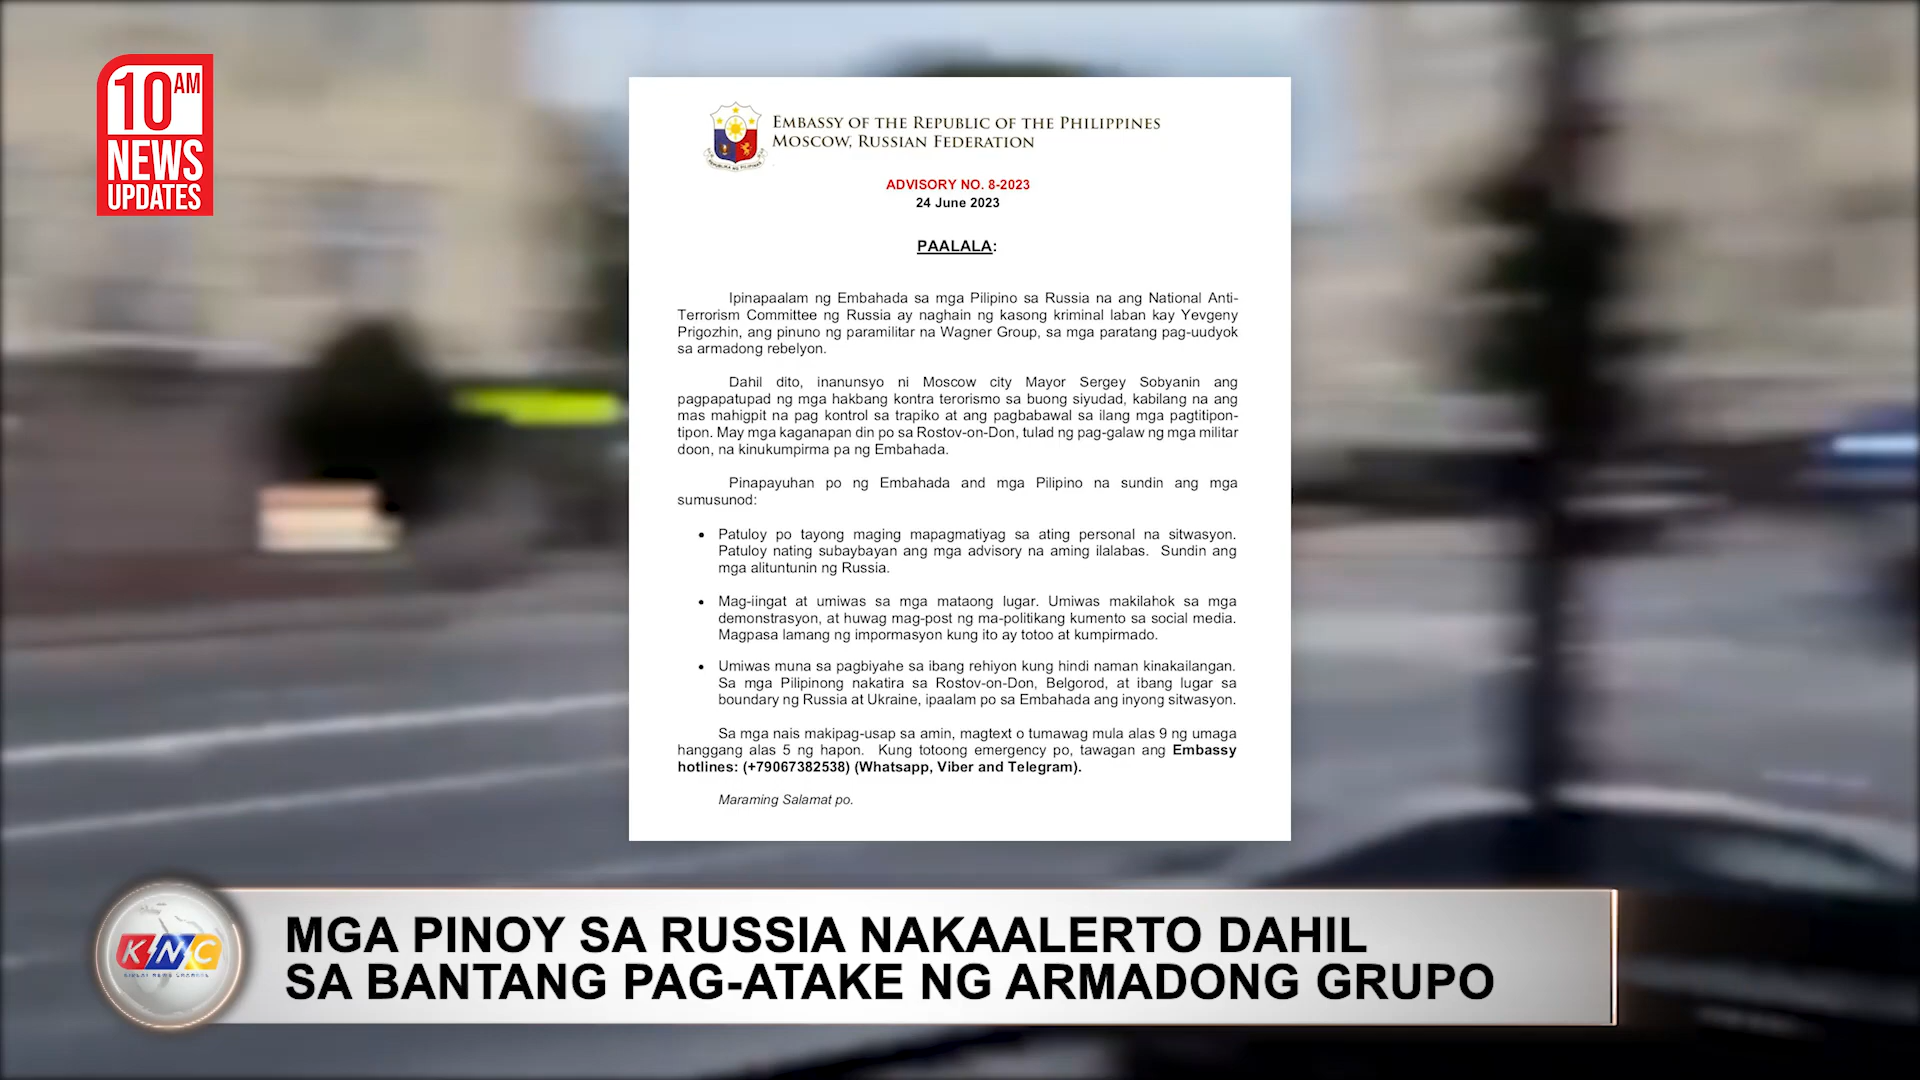 10 AM
NEWS
UPDATES
EMBASSY OF THE REPUBLIC OF THE PHILIPPINES
MOSCOW, RUSSIAN FEDERATION
ADVISORY NO. 8-2023
24 June 2023
PAALALA:
Ipinapaalam ng Embahada sa mga Pilipino sa Russia na ang National Anti-
Terrorism Committee ng Russia ay naghain ng kasong kriminal laban kay Yevgeny
Prigozhin, ang pinuno ng paramilitar na Wagner Group, sa mga paratang pag-uudyok
sa armadong rebelyon.
Dahil dito, inanunsyo ni Moscow city Mayor Sergey Sobyanin ang
pagpapatupad ng mga hakbang kontra terorismo sa buong siyudad, kabilang na ang
mas mahigpit na pag kontrol sa trapiko at ang pagbabawal sa ilang mga pagtitipon-
tipon. May mga kaganapan din po sa Rostov-on-Don, tulad ng pag-galaw ng mga militar
doon, na kinukumpirma pa ng Embahada.
Pinapayuhan po ng Embahada and mga Pilipino na sundin ang mga
sumusunod:
• Patuloy po tayong maging mapagmatiyag sa ating personal na sitwasyon.
Patuloy nating subaybayan ang mga advisory na aming ilalabas. Sundin ang
mga alituntunin ng Russia.
• Mag-iingat at umiwas sa mga mataong lugar. Umiwas makilahok sa mga
demonstrasyon, at huwag mag-post ng ma-politikang kumento sa social media.
Magpasa lamang ng impormasyon kung ito ay totoo at kumpirmado.
• Umiwas muna sa pagbiyahe sa ibang rehiyon kung hindi naman kinakailangan.
Sa mga Pilipinong nakatira sa Rostov-on-Don, Belgorod, at ibang lugar sa
boundary ng Russia at Ukraine, ipaalam po sa Embahada ang inyong sitwasyon.
Sa mga nais makipag-usap sa amin, magtext o tumawag mula alas 9 ng umaga
hanggang alas 5 ng hapon. Kung totoong emergency po, tawagan ang Embassy
hotlines: (+79067382538) (Whatsapp, Viber and Telegram).
Maraming Salamat po.
KNC
MGA PINOY SA RUSSIA NAKAALERTO DAHIL
SA BANTANG PAG-ATAKE NG ARMADONG GRUPO